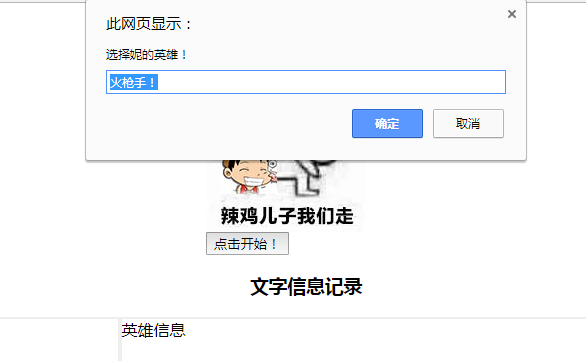 此网页显示：
选择妮的英雄！
火枪手！
确定
取消
辣鸡儿子我们走
点击开始！
文字信息记录
英雄信息